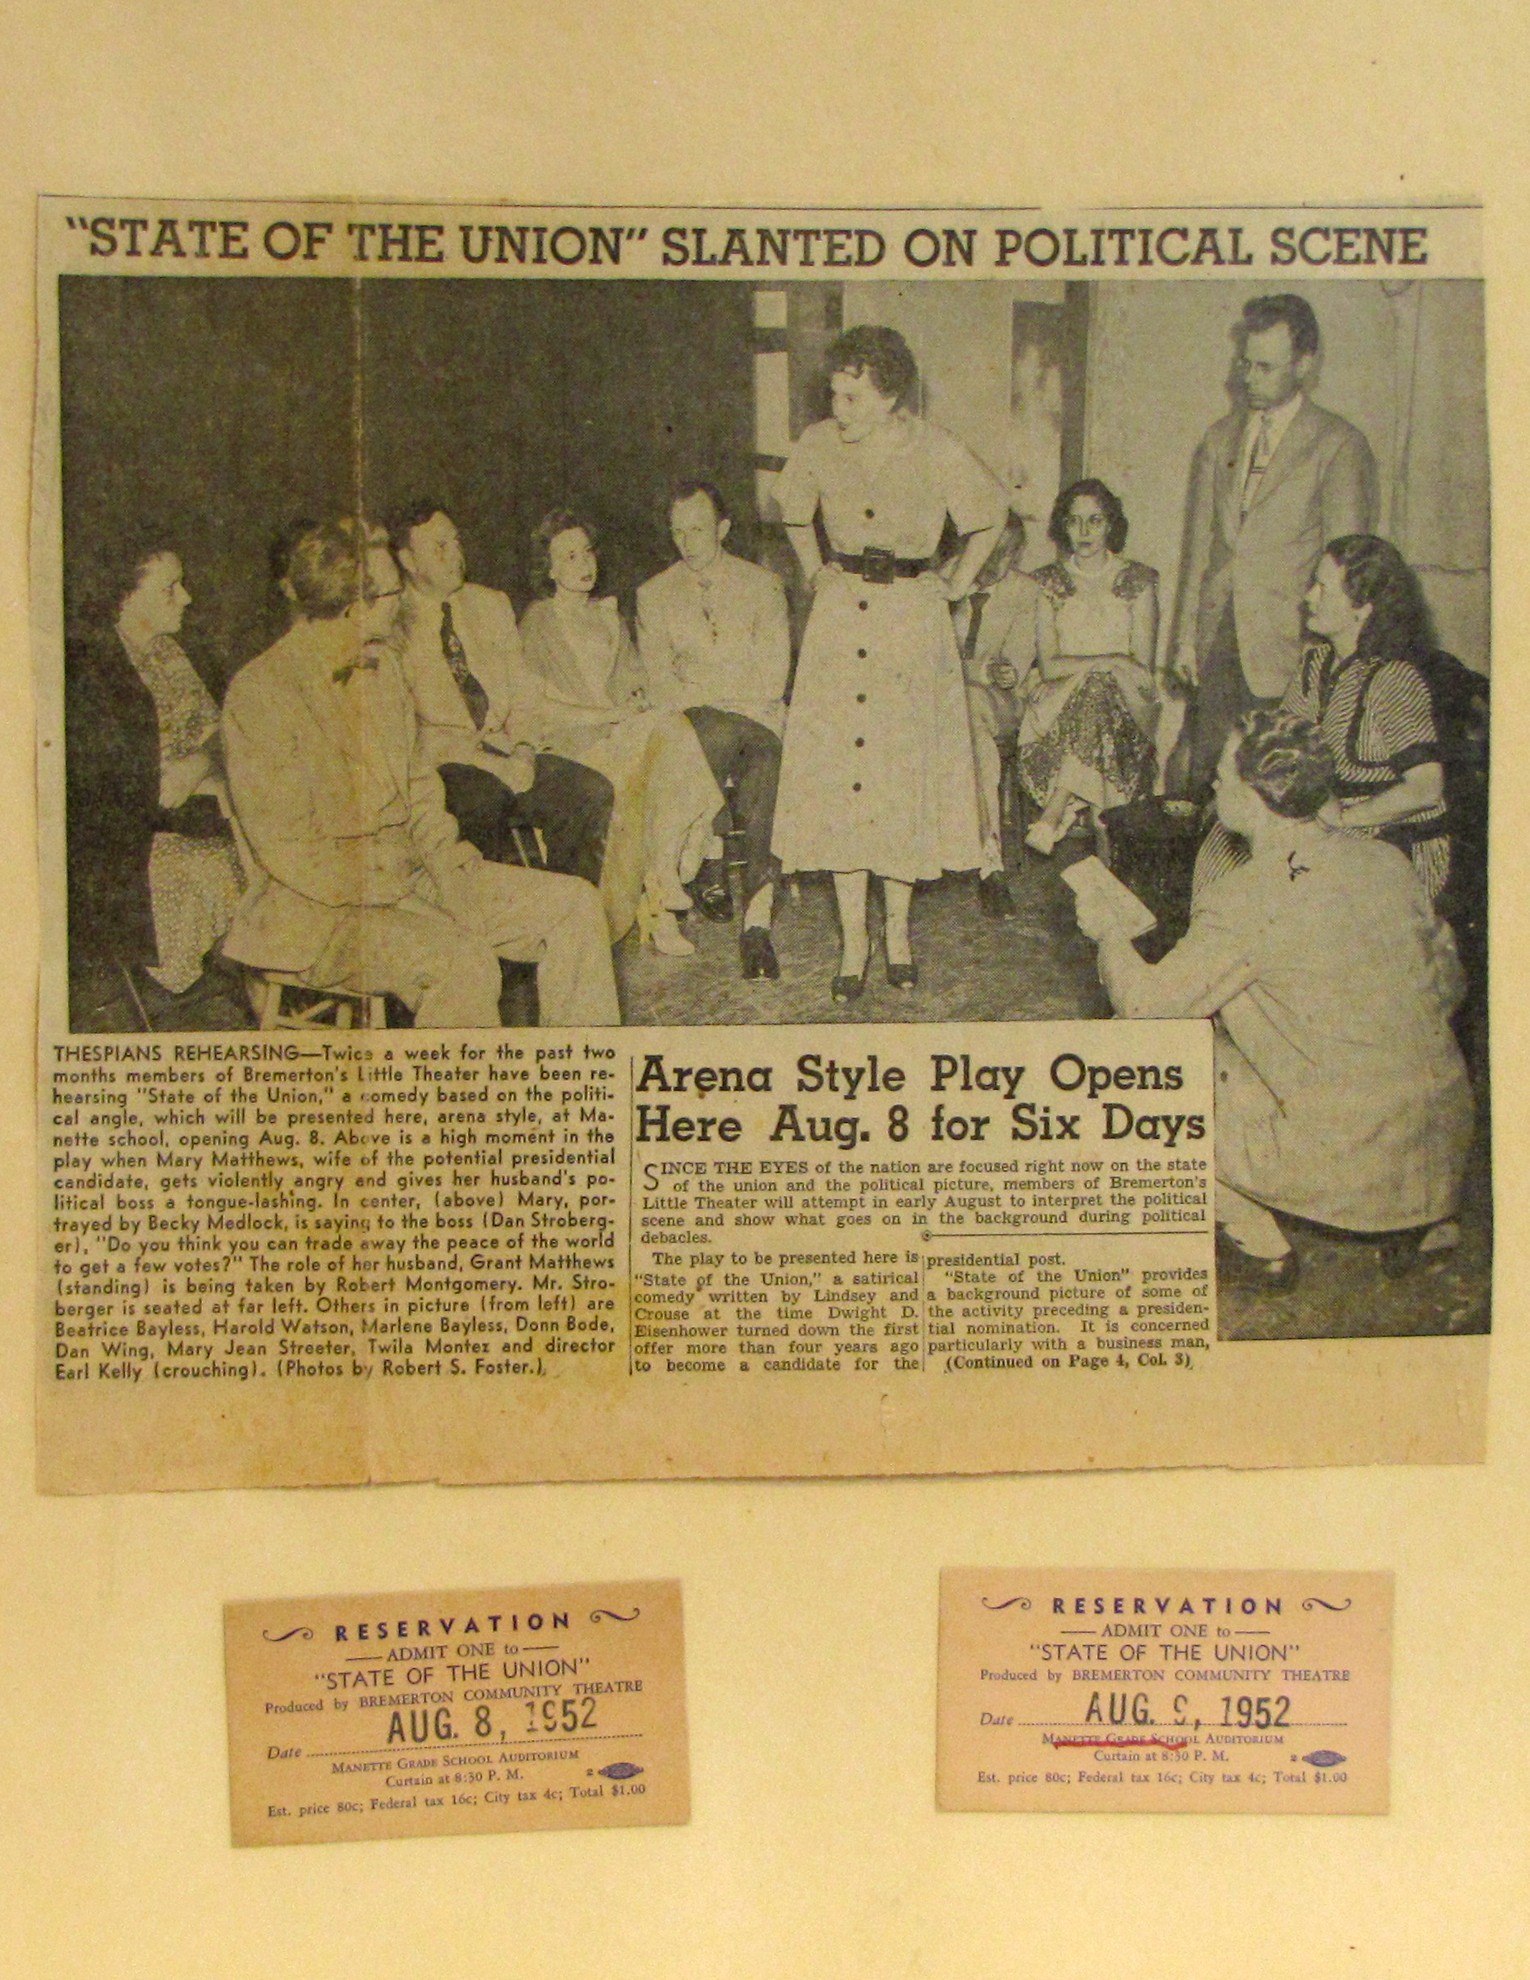 "STATE OF THE UNION" SLANTED ON POLITICAL SCENE
THESPIANS REHEARSING—Twice a week for the past two
months members of Bremerton's Little Theater have been re-
hearsing "State of the Union," a comedy based on the politi-
cal angle, which will be presented here, arena style, at Ma-
nette school, opening Aug. 8. Above is a high moment in the
play when Mary Matthews, wife of the potential presidential
candidate, gets violently angry and gives her husband's po-
litical boss a tongue-lashing. In center, (above) Mary, por-
trayed by Becky Medlock, is saying to the boss (Dan Stroberg-
er), "Do you think you can trade away the peace of the world
to get a few votes?" The role of her husband, Grant Matthews
(standing) is being taken by Robert Montgomery. Mr. Stro-
berger is seated at far left. Others in picture (from left) are
Beatrice Bayless, Harold Watson, Marlene Bayless, Donn Bode,
Dan Wing, Mary Jean Streeter, Twila Montez and director
Earl Kelly (crouching). (Photos by Robert S. Foster.)
Arena Style Play Opens
Here Aug. 8 for Six Days
SINCE THE EYES of the nation are focused right now on the state
of the union and the political picture, members of Bremerton's
Little Theater will attempt in early August to interpret the political
scene and show what goes on in the background during political
debacles.
The play to be presented here is
"State of the Union," a satirical
comedy written by Lindsey and
Crouse at the time Dwight D.
Eisenhower turned down the first
offer more than four years ago
to become a candidate for the
presidential post.
"State of the Union" provides
a background picture of some of
the activity preceding a presiden-
tial nomination. It is concerned
particularly with a business man,
(Continued on Page 4, Col. 3)
RESERVATION
ADMIT ONE to
"STATE OF THE UNION"
Produced by BREMERTON COMMUNITY THEATRE
Date AUG. 8, 1952
MANETTE GRADE SCHOOL AUDITORIUM
Curtain at 8:30 P. M.
Est. price 80c; Federal tax 16c; City tax 4c; Total $1.00
RESERVATION
ADMIT ONE to
"STATE OF THE UNION"
Produced by BREMERTON COMMUNITY THEATRE
Date AUG. 9, 1952
MANETTE GRADE SCHOOL AUDITORIUM
Curtain at 8:30 P. M.
Est. price 80c; Federal tax 16c; City tax 4c; Total $1.00